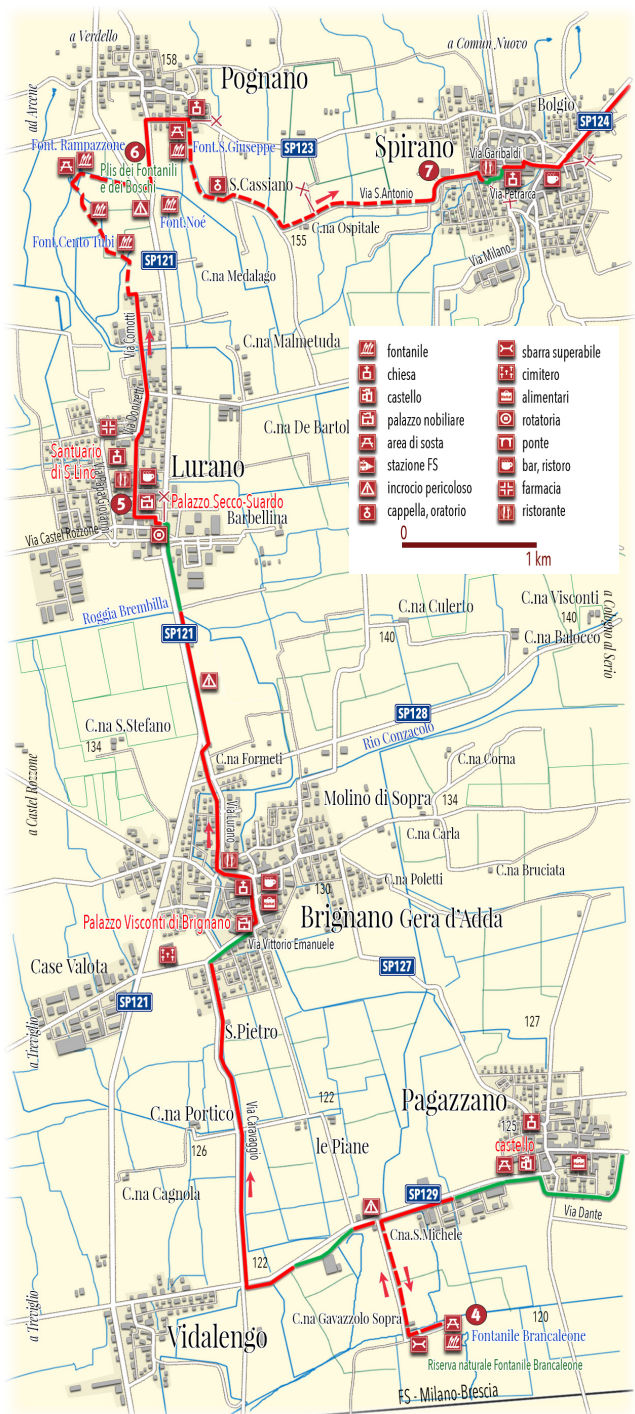 a Verdello
a Comun Nuovo
158
Pognano
ad Arcene
Bolgio
SP124
Font. Rampazzone
6
Font.S.Giuseppe
SP123
Spirano
Via Garibaldi
7
Plis dei Fontanili
e dei Boschi
S.Cassiano
Via S.Antonio
Via Petrarca
Font.Noé
155
C.na Ospitale
Font.Cento Tubi
SP121
Via Milano
C.na Medalago
Via Comotti
C.na Malmetuda
fontanile
sbarra superabile
chiesa
cimitero
castello
alimentari
palazzo nobiliare
rotatoria
area di sosta
ponte
stazione FS
bar, ristoro
incrocio pericoloso
farmacia
cappella, oratorio
ristorante
0
1 km
Via Donizetti
C.na De Bartol
Santuario
di S.Lino
Lurano
5
Palazzo Secco-Suardo
Barbellina
Via Castel Rozzone
Roggia Brembilla
SP121
C.na Culerto
C.na Visconti
140
140
C.na Balocco
a Cologno al Serio
SP128
C.na S.Stefano
134
Rio Conzacolo
C.na Formeti
C.na Corna
a Castel Rozzone
Molino di Sopra
134
Via Lurano
C.na Carla
C.na Bruciata
C.na Poletti
130
Palazzo Visconti di Brignano
Brignano Gera d'Adda
Via Vittorio Emanuele
Case Valota
SP127
SP121
127
a Treviglio
S.Pietro
122
Pagazzano
C.na Portico
Via Caravaggio
125
126
le Piane
castello
C.na Cagnola
SP129
Via Dante
Cna.S.Michele
122
a Treviglio
C.na Gavazzolo Sopra
4
120
Vidalengo
Fontanile Brancaleone
Riserva naturale Fontanile Brancaleone
FS - Milano-Brescia